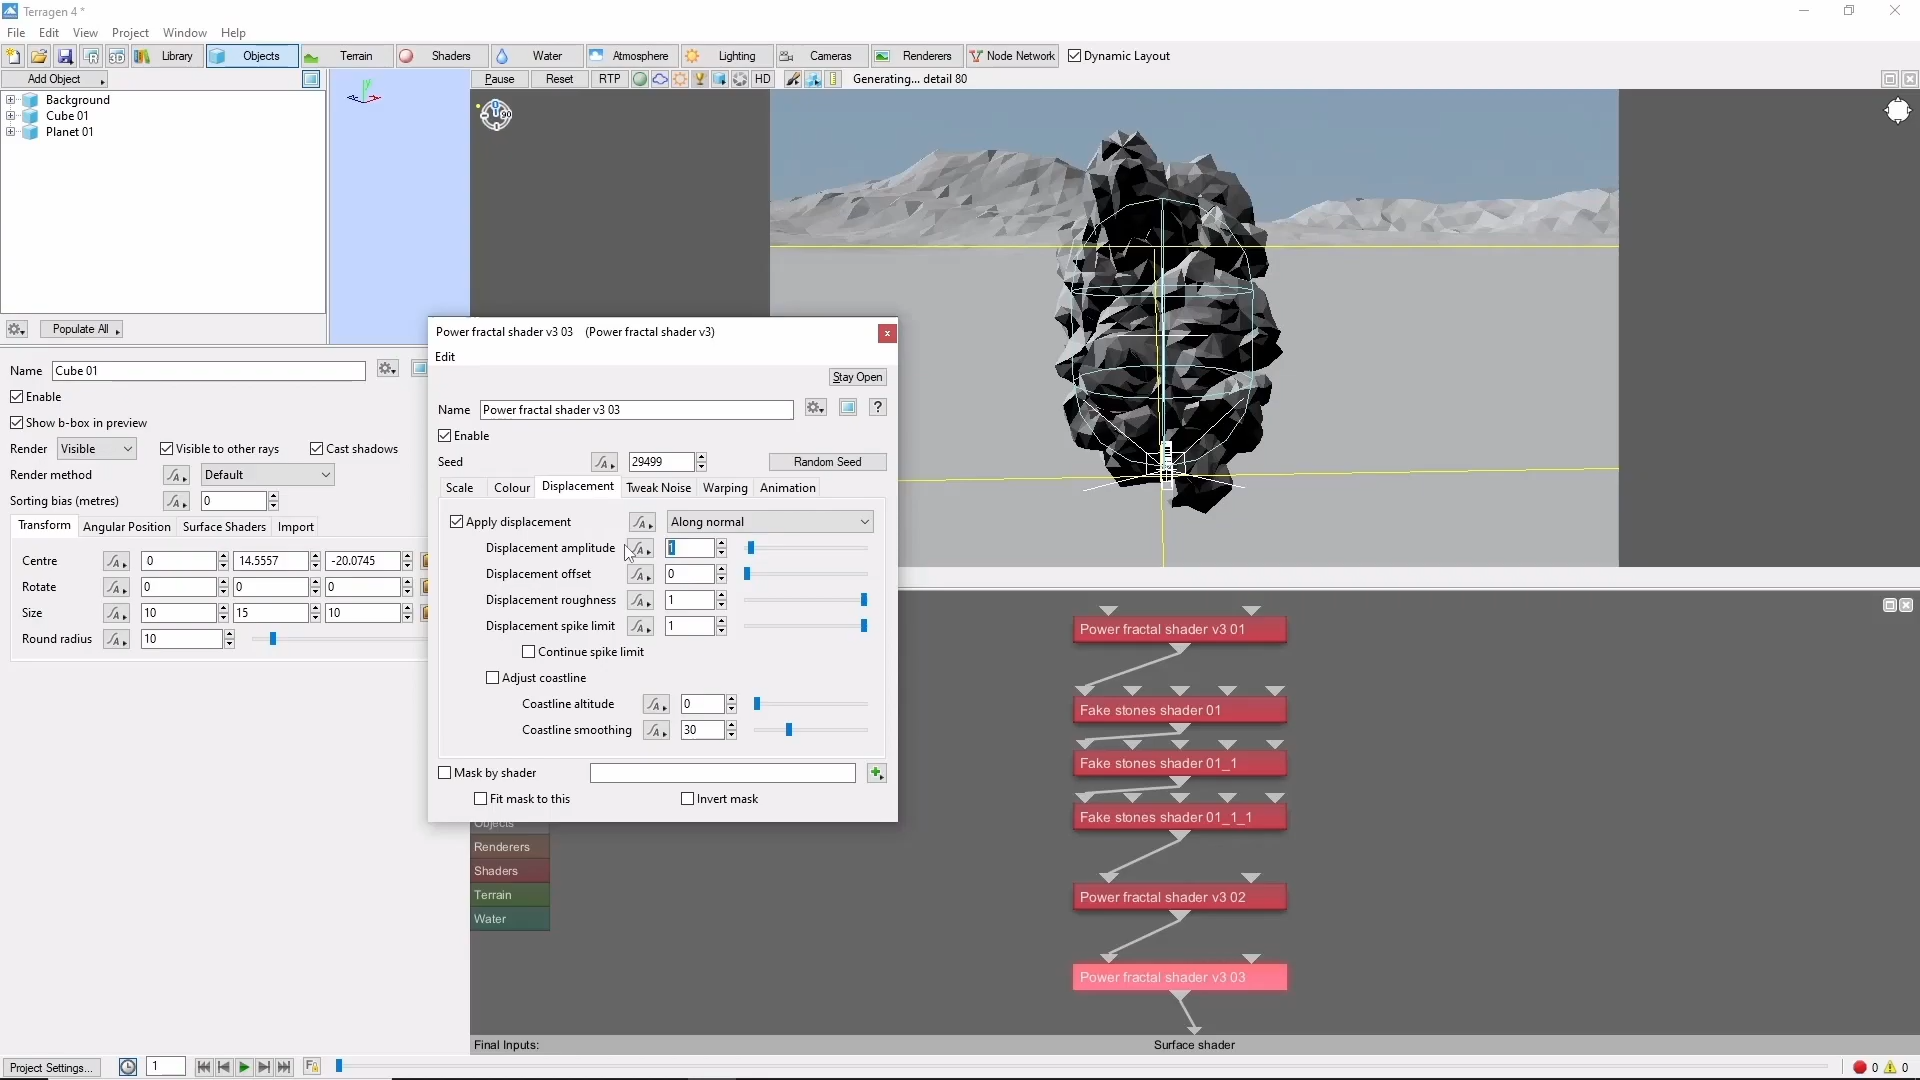 Terragen 4 *
File Edit View Project Window Help
Library Objects Terrain Shaders Water Atmosphere Lighting Cameras Renderers Node Network Dynamic Layout
Add Object
Pause Reset RTP HD Generating... detail 80
Background
Cube 01
Planet 01
Populate All
Name Cube 01
Enable
Show b-box in preview
Render Visible Visible to other rays Cast shadows
Render method Default
Sorting bias (metres) 0
Transform Angular Position Surface Shaders Import
Centre 0 14.5557 -20.0745
Rotate 0 0 0
Size 10 15 10
Round radius 10
Power fractal shader v3 03 (Power fractal shader v3)
Edit
Stay Open
Name Power fractal shader v3 03
Enable
Seed 29499 Random Seed
Scale Colour Displacement Tweak Noise Warping Animation
Apply displacement Along normal
Displacement amplitude 1
Displacement offset 0
Displacement roughness 1
Displacement spike limit 1
Continue spike limit
Adjust coastline
Coastline altitude 0
Coastline smoothing 30
Mask by shader
Fit mask to this Invert mask
Objects
Renderers
Shaders
Terrain
Water
Power fractal shader v3 01
Fake stones shader 01
Fake stones shader 01_1
Fake stones shader 01_1_1
Power fractal shader v3 02
Power fractal shader v3 03
Final Inputs: Surface shader
Project Settings... 1 0 0